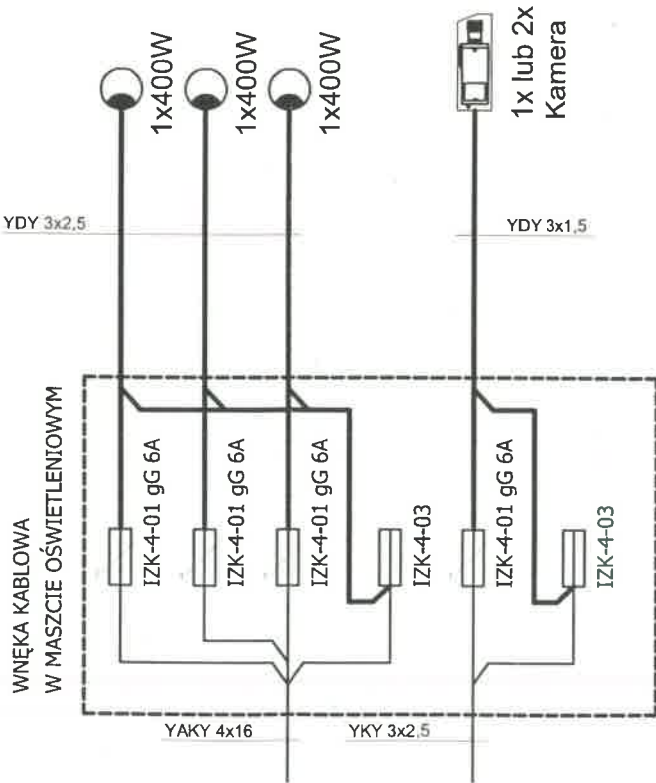 1x400W
1x400W
1x400W
1x lub 2x
Kamera
YDY 3x2,5
YDY 3x1,5
WNĘKA KABLOWA
W MASZCIE OŚWIETLENIOWYM
IZK-4-01 gG 6A
IZK-4-01 gG 6A
IZK-4-01 gG 6A
IZK-4-03
IZK-4-01 gG 6A
IZK-4-03
YAKY 4x16
YKY 3x2,5